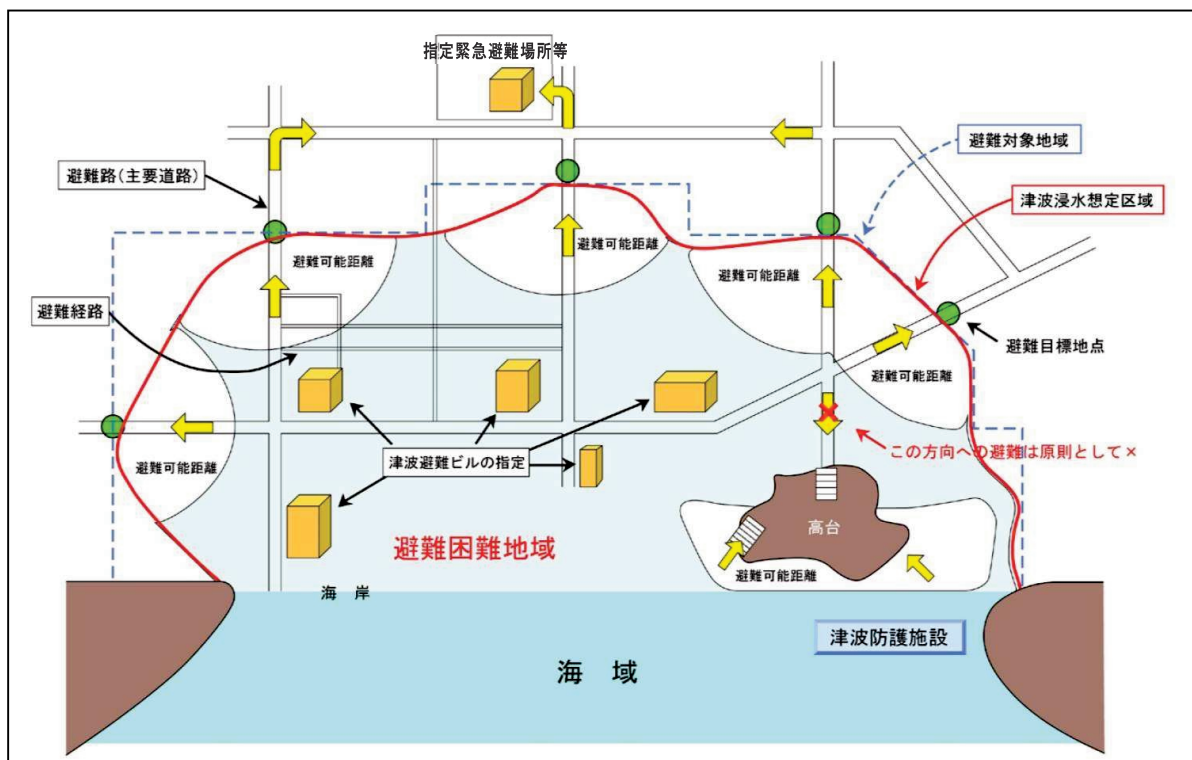 指定緊急避難場所等
避難対象地域
避難路(主要道路)
津波浸水想定区域
避難可能距離
避難可能距離
避難可能距離
避難経路
避難目標地点
避難可能距離
この方向への避難は原則として×
避難可能距離
津波避難ビルの指定
高台
避難困難地域
避難可能距離
海 岸
津波防護施設
海 域